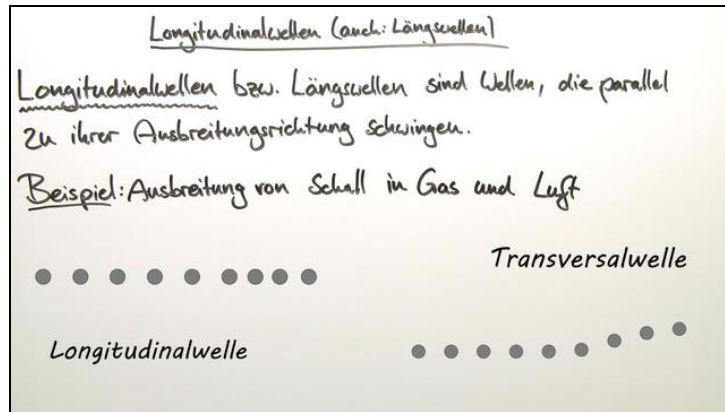 Longitudinalwellen (auch: Längswellen)
Longitudinalwellen bzw. Längswellen sind Wellen, die parallel
zu ihrer Ausbreitungsrichtung schwingen.
Beispiel: Ausbreitung von Schall in Gas und Luft
Transversalwelle
Longitudinalwelle